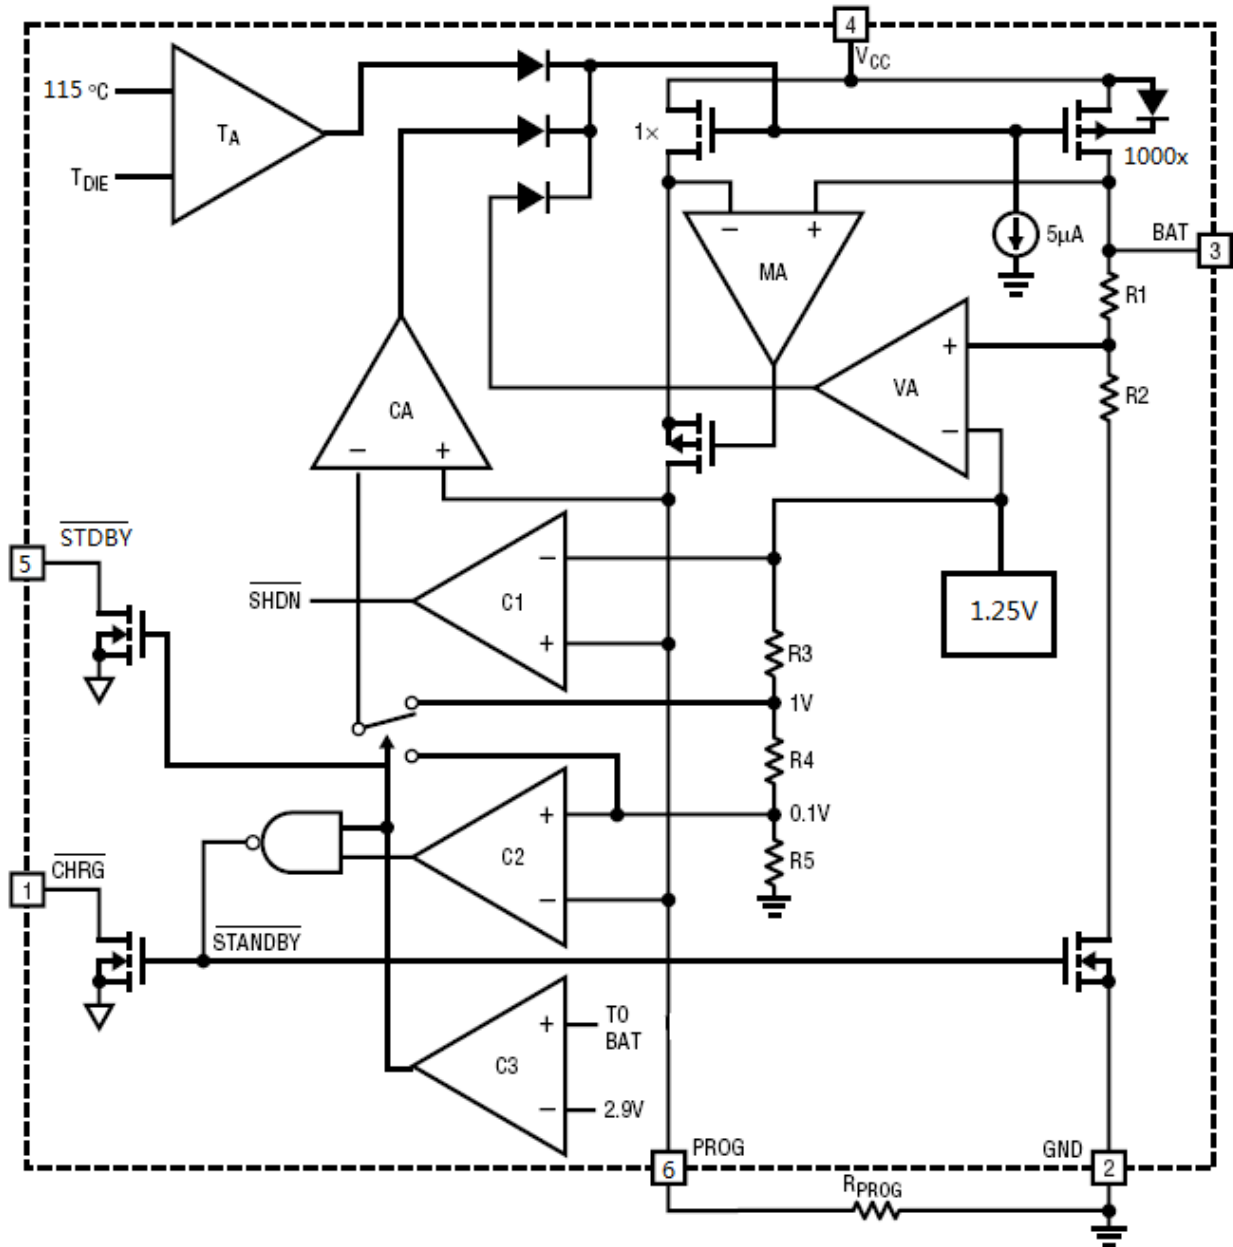 4
VCC
115 °C
TA
TDIE
1×
1000x
5μA
BAT
3
− +
MA
R1
+
VA
−
R2
CA
− +
STDBY
5
SHDN
−
C1
+
1.25V
R3
1V
R4
+
0.1V
C2
−
R5
CHRG
1
STANDBY
+
TO
BAT
C3
−
2.9V
PROG
6
GND
2
RPROG